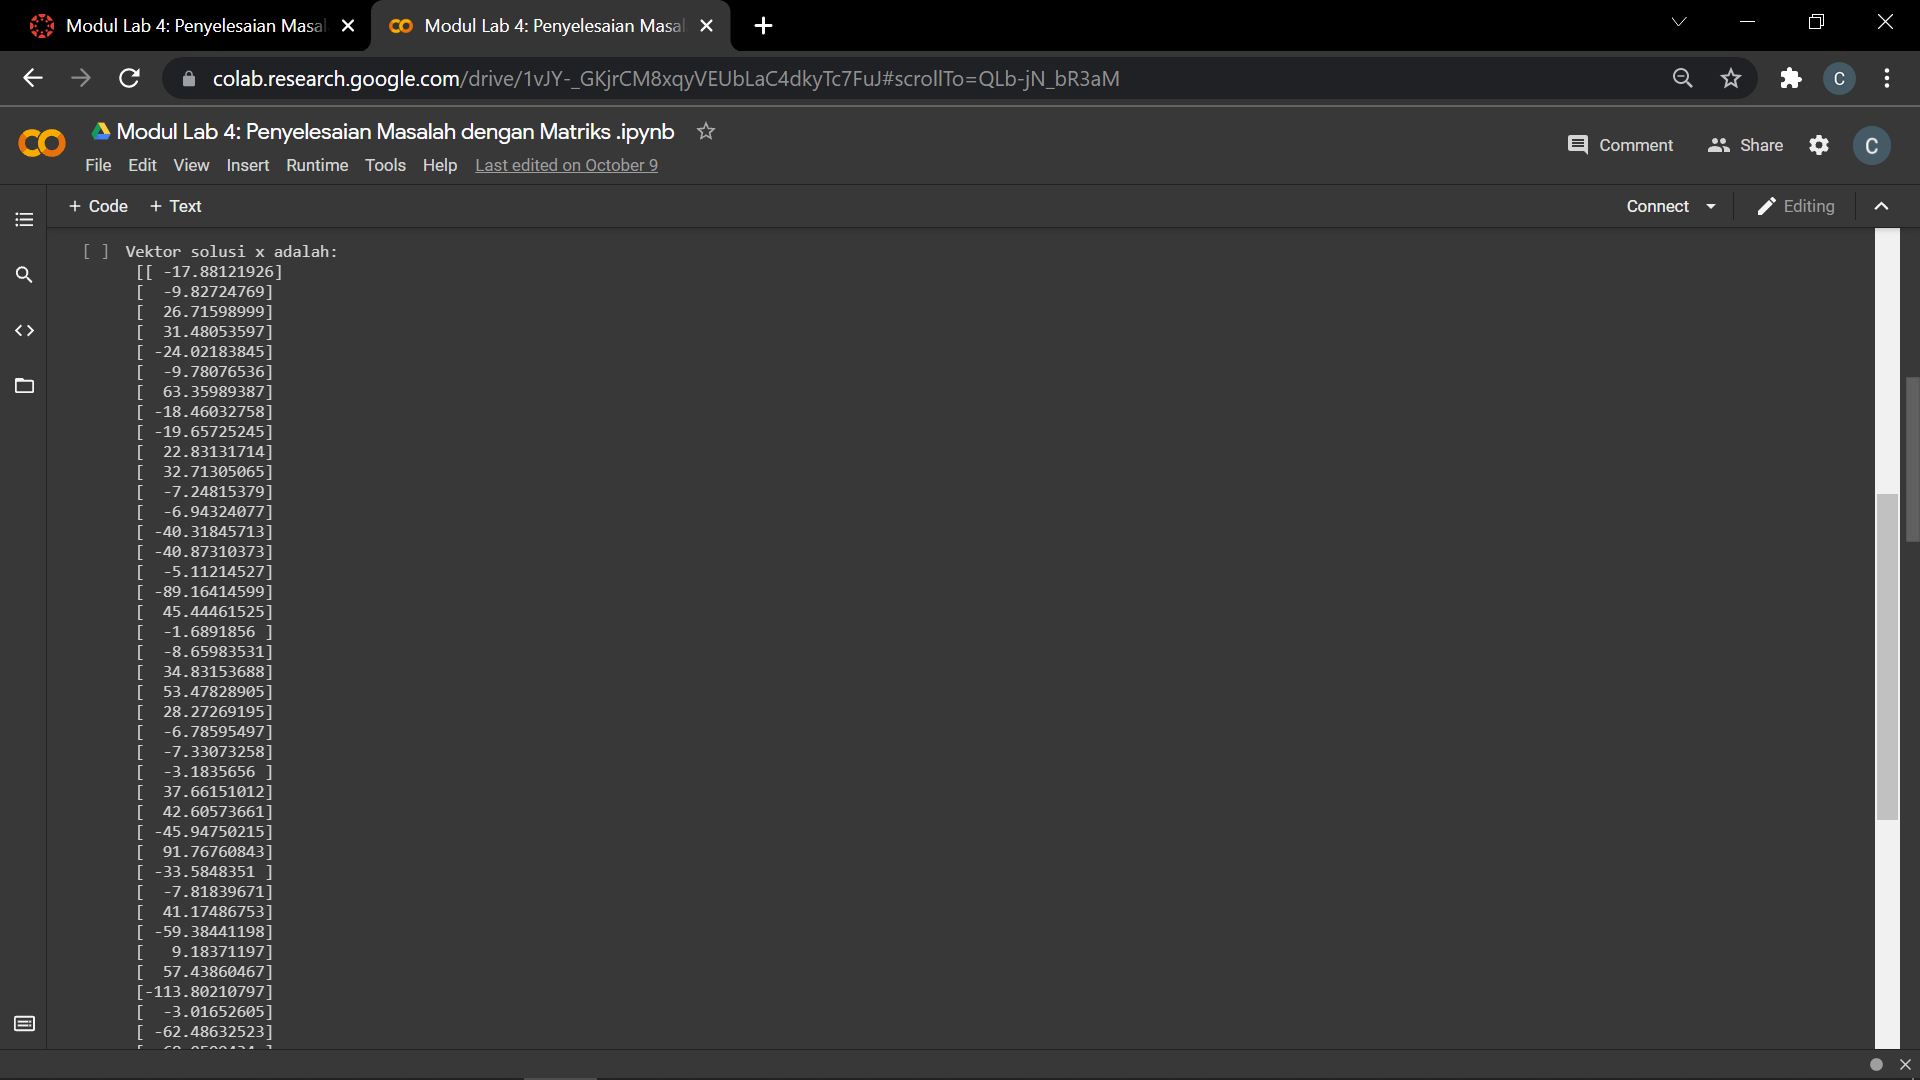 Modul Lab 4: Penyelesaian Masal
Modul Lab 4: Penyelesaian Masal
colab.research.google.com/drive/1vJY-_GKjrCM8xqyVEUbLaC4dkyTc7FuJ#scrollTo=QLb-jN_bR3aM
C
Modul Lab 4: Penyelesaian Masalah dengan Matriks .ipynb
File Edit View Insert Runtime Tools Help Last edited on October 9
Comment Share C
+ Code + Text
Connect Editing
[ ] Vektor solusi x adalah:
[[ -17.88121926]
[ -9.82724769]
[ 26.71598999]
[ 31.48053597]
[ -24.02183845]
[ -9.78076536]
[ 63.35989387]
[ -18.46032758]
[ -19.65725245]
[ 22.83131714]
[ 32.71305065]
[ -7.24815379]
[ -6.94324077]
[ -40.31845713]
[ -40.87310373]
[ -5.11214527]
[ -89.16414599]
[ 45.44461525]
[ -1.6891856 ]
[ -8.65983531]
[ 34.83153688]
[ 53.47828905]
[ 28.27269195]
[ -6.78595497]
[ -7.33073258]
[ -3.1835656 ]
[ 37.66151012]
[ 42.60573661]
[ -45.94750215]
[ 91.76760843]
[ -33.5848351 ]
[ -7.81839671]
[ 41.17486753]
[ -59.38441198]
[ 9.18371197]
[ 57.43860467]
[-113.80210797]
[ -3.01652605]
[ -62.48632523]